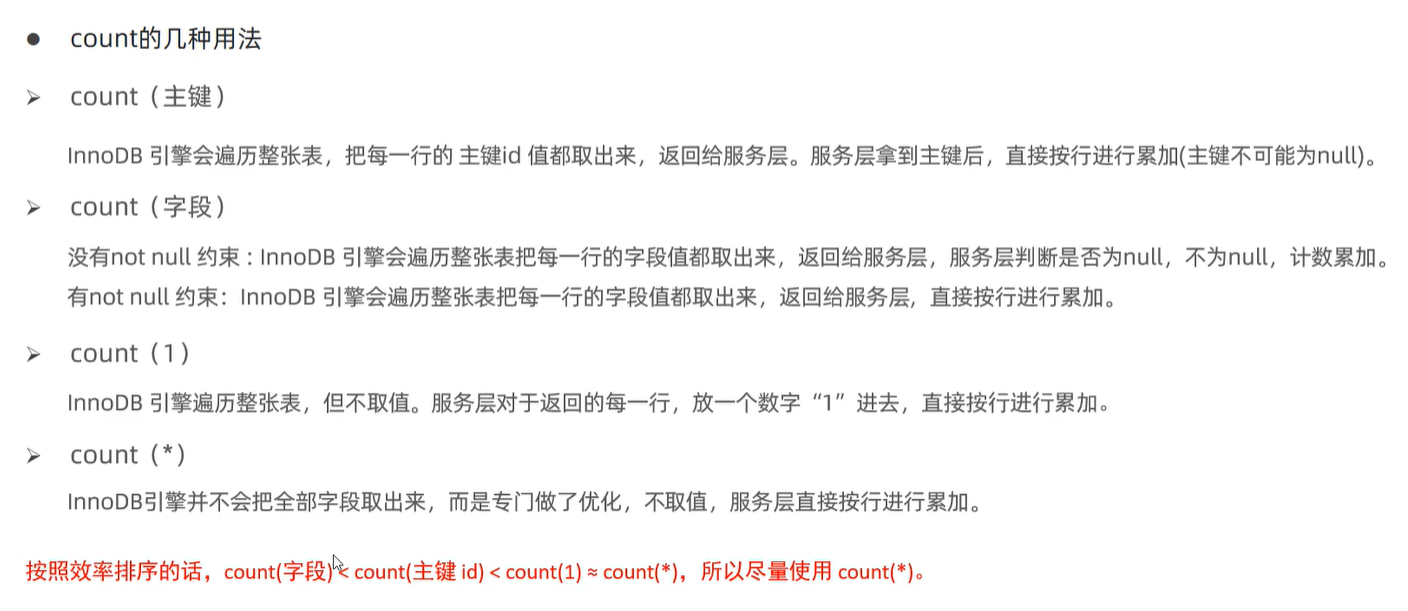 ● count的几种用法
➢ count（主键）
InnoDB 引擎会遍历整张表，把每一行的 主键id 值都取出来，返回给服务层。服务层拿到主键后，直接按行进行累加(主键不可能为null)。
➢ count（字段）
没有not null 约束 : InnoDB 引擎会遍历整张表把每一行的字段值都取出来，返回给服务层，服务层判断是否为null，不为null，计数累加。
有not null 约束：InnoDB 引擎会遍历整张表把每一行的字段值都取出来，返回给服务层，直接按行进行累加。
➢ count（1）
InnoDB 引擎遍历整张表，但不取值。服务层对于返回的每一行，放一个数字“1”进去，直接按行进行累加。
➢ count（*）
InnoDB引擎并不会把全部字段取出来，而是专门做了优化，不取值，服务层直接按行进行累加。
按照效率排序的话，count(字段) < count(主键 id) < count(1) ≈ count(*)，所以尽量使用 count(*)。